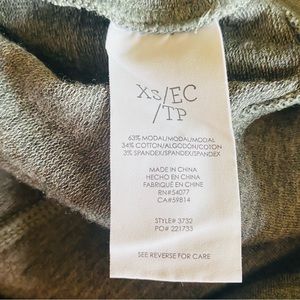 XS/EC
/TP
63% MODAL/MODAL/MODAL
34% COTTON/ALGODON/COTON
3% SPANDEX/SPANDEX/SPANDEX
MADE IN CHINA
HECHO EN CHINA
FABRIQUÉ EN CHINE
RN#54077
CA#59814
STYLE# 3732
PO# 221733
SEE REVERSE FOR CARE